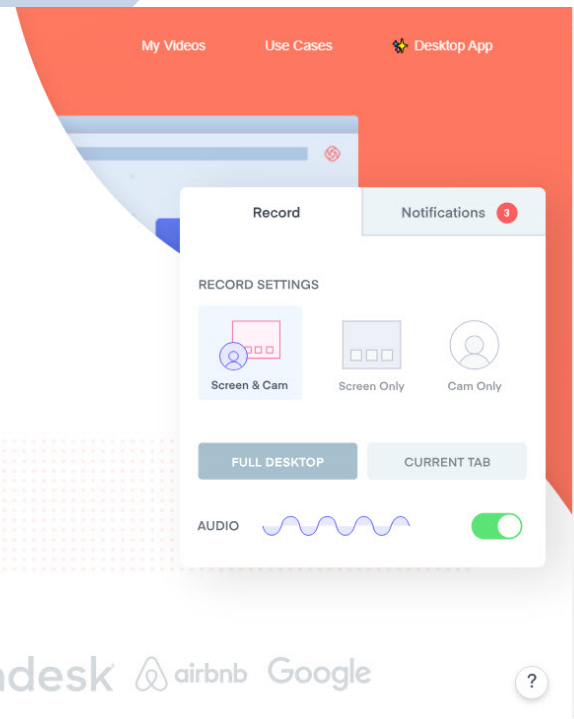 My Videos Use Cases Desktop App
Record Notifications 3
RECORD SETTINGS
Screen & Cam Screen Only Cam Only
FULL DESKTOP CURRENT TAB
AUDIO
ndesk airbnb Google ?